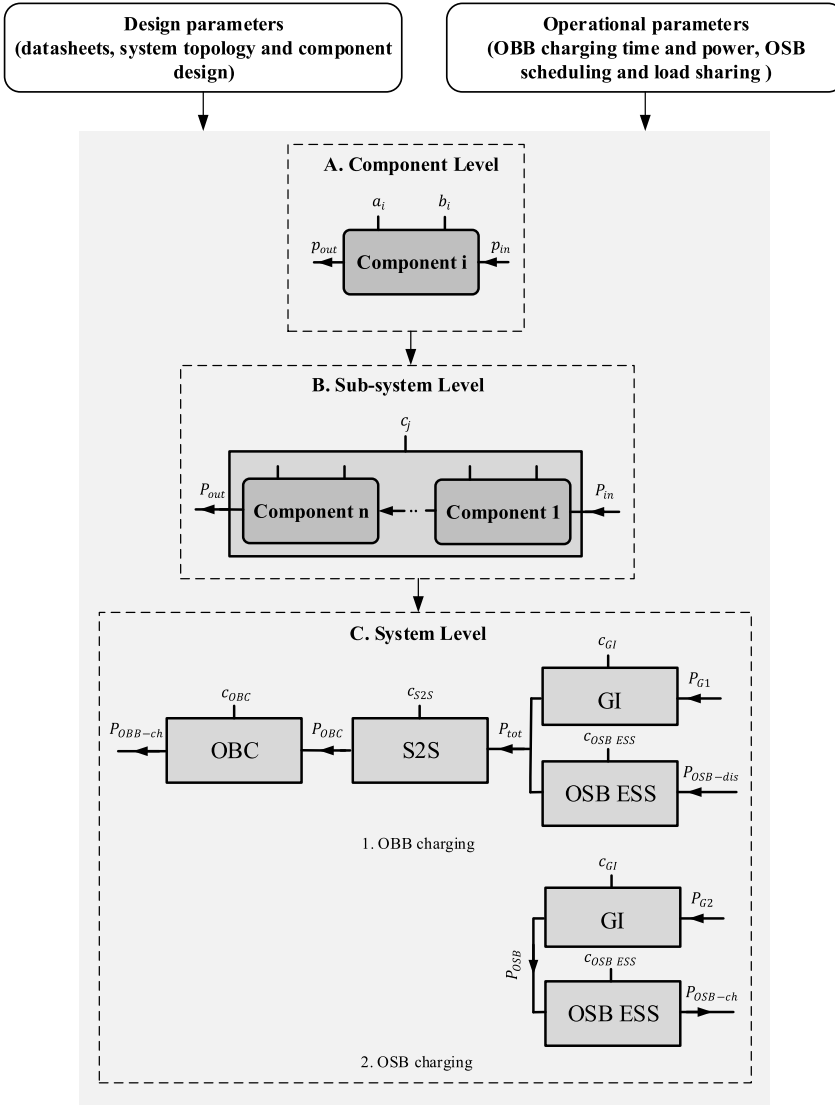 Design parameters
(datasheets, system topology and component
design)
Operational parameters
(OBB charging time and power, OSB
scheduling and load sharing )
A. Component Level
a_i b_i
p_out Component i p_in
B. Sub-system Level
c_j
P_out Component n ·· Component 1 P_in
C. System Level
c_GI
GI P_G1
c_OBC c_S2S
P_OBB−ch OBC P_OBC S2S P_tot
c_OSB ESS
OSB ESS P_OSB−dis
1. OBB charging
c_GI
GI P_G2
P_OSB
c_OSB ESS
OSB ESS P_OSB−ch
2. OSB charging